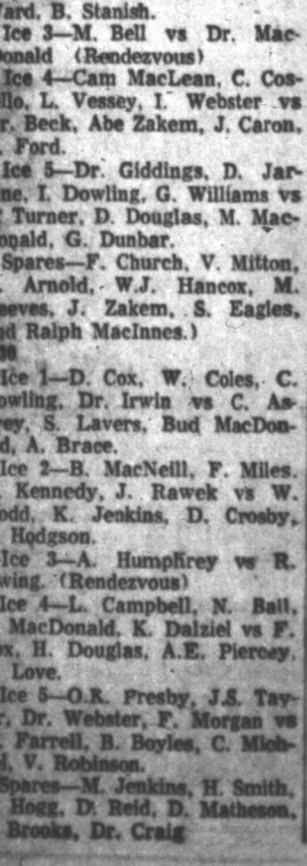 ard, B. Stanish.
Ice 3—M. Bell vs Dr. Mac-
onald (Rendezvous)
Ice 4—Cam MacLean, C. Cos-
llo, L. Vessey, I. Webster vs
r. Beck, Abe Zakem, J. Caron,
. Ford.
Ice 5—Dr. Giddings, D. Jar-
ne, I. Dowling, G. Williams vs
Turner, D. Douglas, M. Mac-
onald, G. Dunbar.
Spares—F. Church, V. Mitton,
. Arnold, W.J. Hancox, M.
eeves, J. Zakem, S. Eagles,
nd Ralph MacInnes.)
30
Ice 1—D. Cox, W. Coles, C.
owling, Dr. Irwin vs C. As-
rey, S. Lavers, Bud MacDon-
d, A. Brace.
Ice 2—B. MacNeill, F. Miles,
. Kennedy, J. Rawek vs W.
odd, K. Jenkins, D. Crosby,
Hodgson.
Ice 3—A. Humphrey vs R.
wing. (Rendezvous)
Ice 4—L. Campbell, N. Ball,
MacDonald, K. Dalziel vs F.
ox, H. Douglas, A.E. Piercey,
Love.
Ice 5—O.R. Presby, J.S. Tay-
r, Dr. Webster, F. Morgan vs
. Farrell, B. Boyles, C. Mich-
l, V. Robinson.
Spares—M. Jenkins, H. Smith,
Hogg, D. Reid, D. Matheson,
Brooks, Dr. Craig